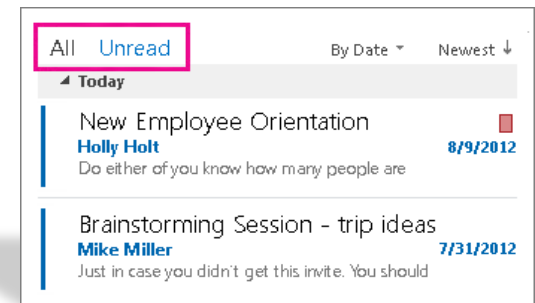 All Unread By Date Newest
Today
New Employee Orientation
Holly Holt 8/9/2012
Do either of you know how many people are
Brainstorming Session - trip ideas
Mike Miller 7/31/2012
Just in case you didn't get this invite. You should